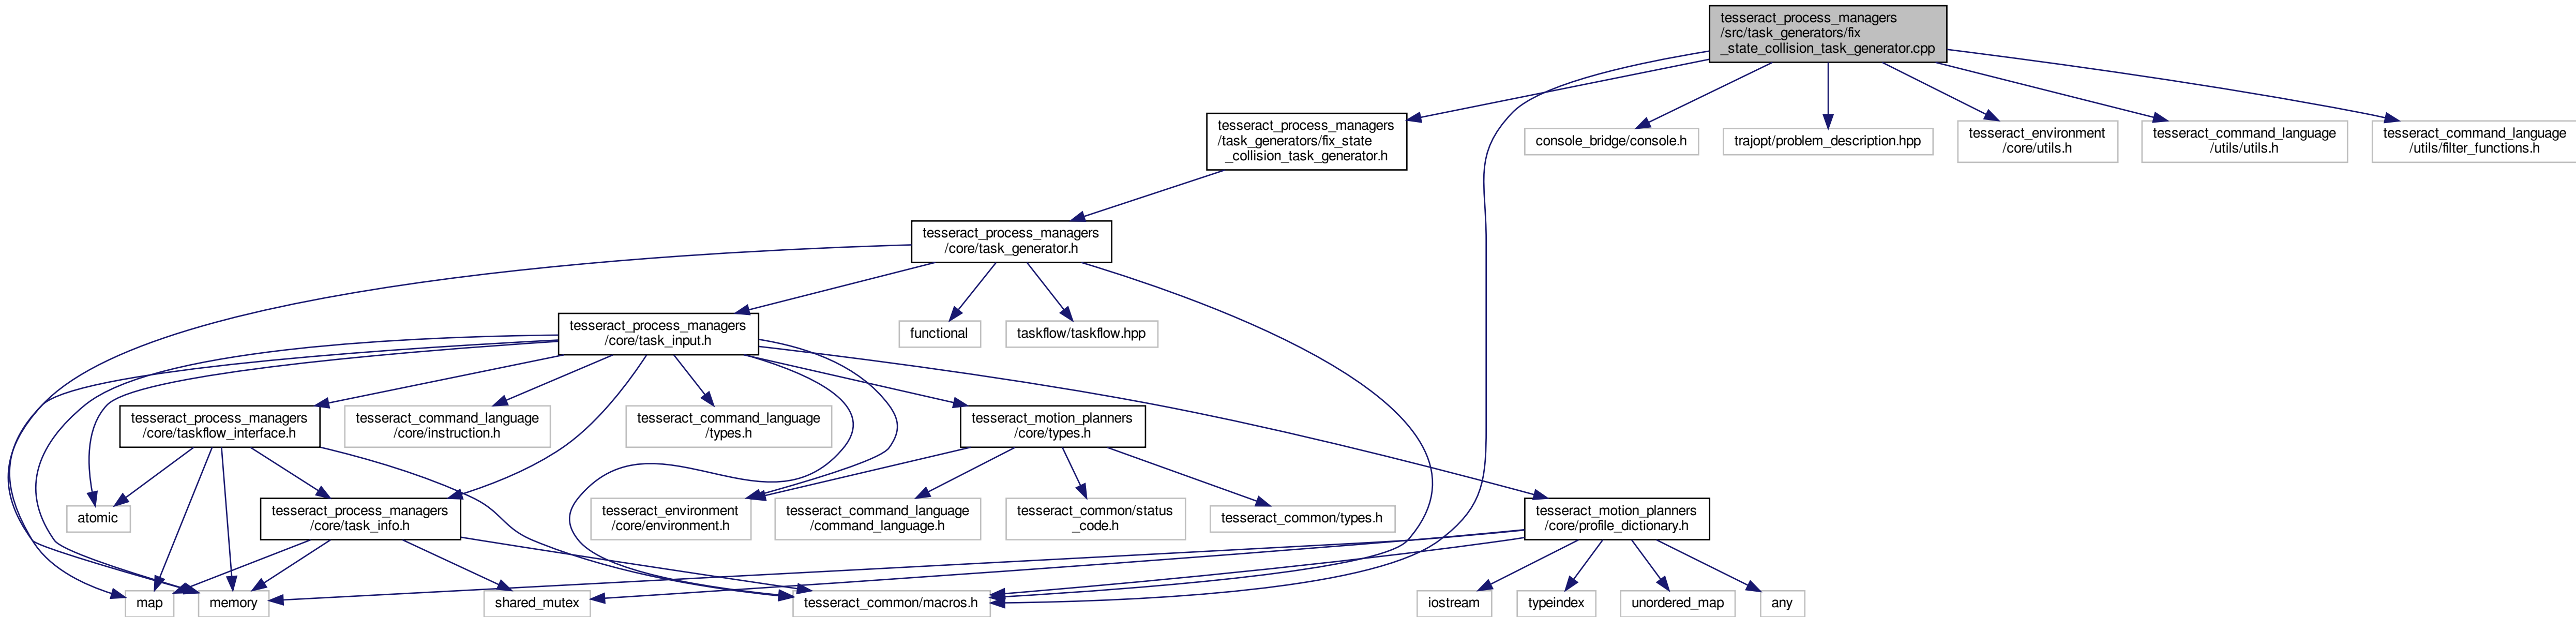 tesseract_process_managers
/src/task_generators/fix
_state_collision_task_generator.cpp
tesseract_process_managers
/task_generators/fix_state
_collision_task_generator.h
console_bridge/console.h
trajopt/problem_description.hpp
tesseract_environment
/core/utils.h
tesseract_command_language
/utils/utils.h
tesseract_command_language
/utils/filter_functions.h
tesseract_process_managers
/core/task_generator.h
tesseract_process_managers
/core/task_input.h
functional
taskflow/taskflow.hpp
tesseract_process_managers
/core/taskflow_interface.h
tesseract_command_language
/core/instruction.h
tesseract_command_language
/types.h
tesseract_motion_planners
/core/types.h
atomic
tesseract_process_managers
/core/task_info.h
tesseract_environment
/core/environment.h
tesseract_command_language
/command_language.h
tesseract_common/status
_code.h
tesseract_common/types.h
tesseract_motion_planners
/core/profile_dictionary.h
map
memory
shared_mutex
tesseract_common/macros.h
iostream
typeindex
unordered_map
any